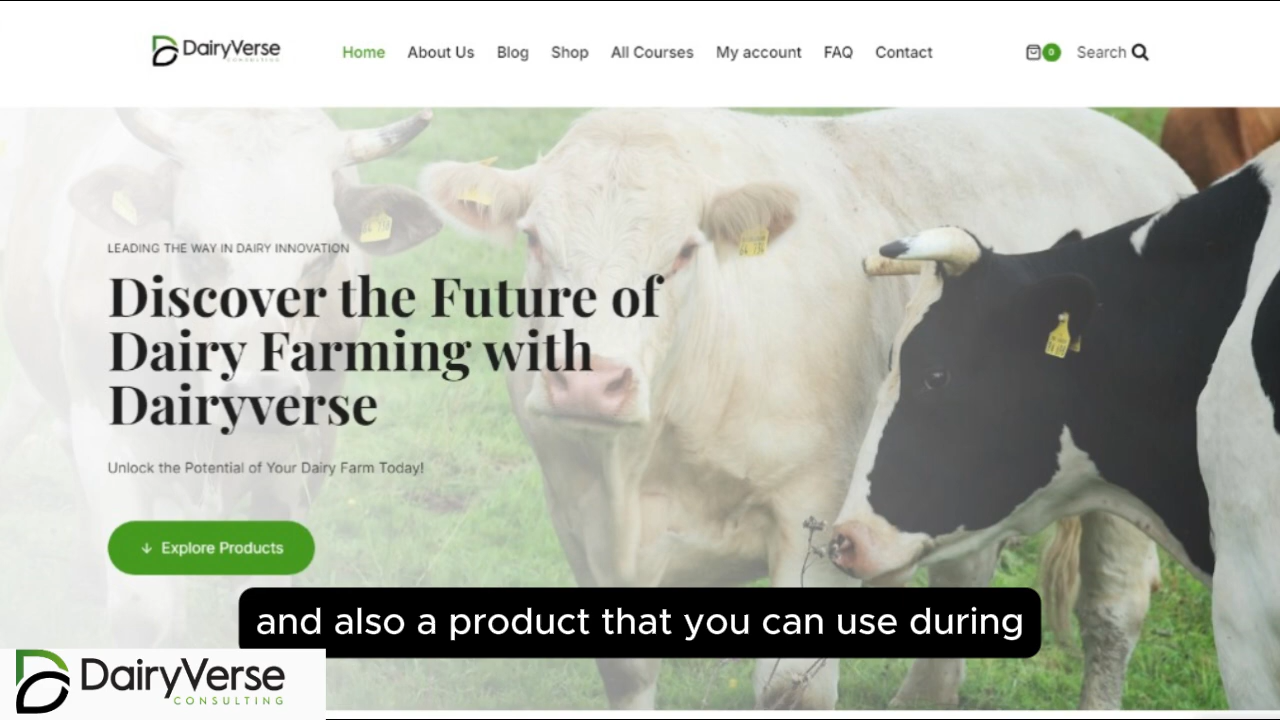 DairyVerse
CONSULTING
Home About Us Blog Shop All Courses My account FAQ Contact
0 Search
LEADING THE WAY IN DAIRY INNOVATION
Discover the Future of
Dairy Farming with
Dairyverse
Unlock the Potential of Your Dairy Farm Today!
Explore Products
and also a product that you can use during
DairyVerse
CONSULTING